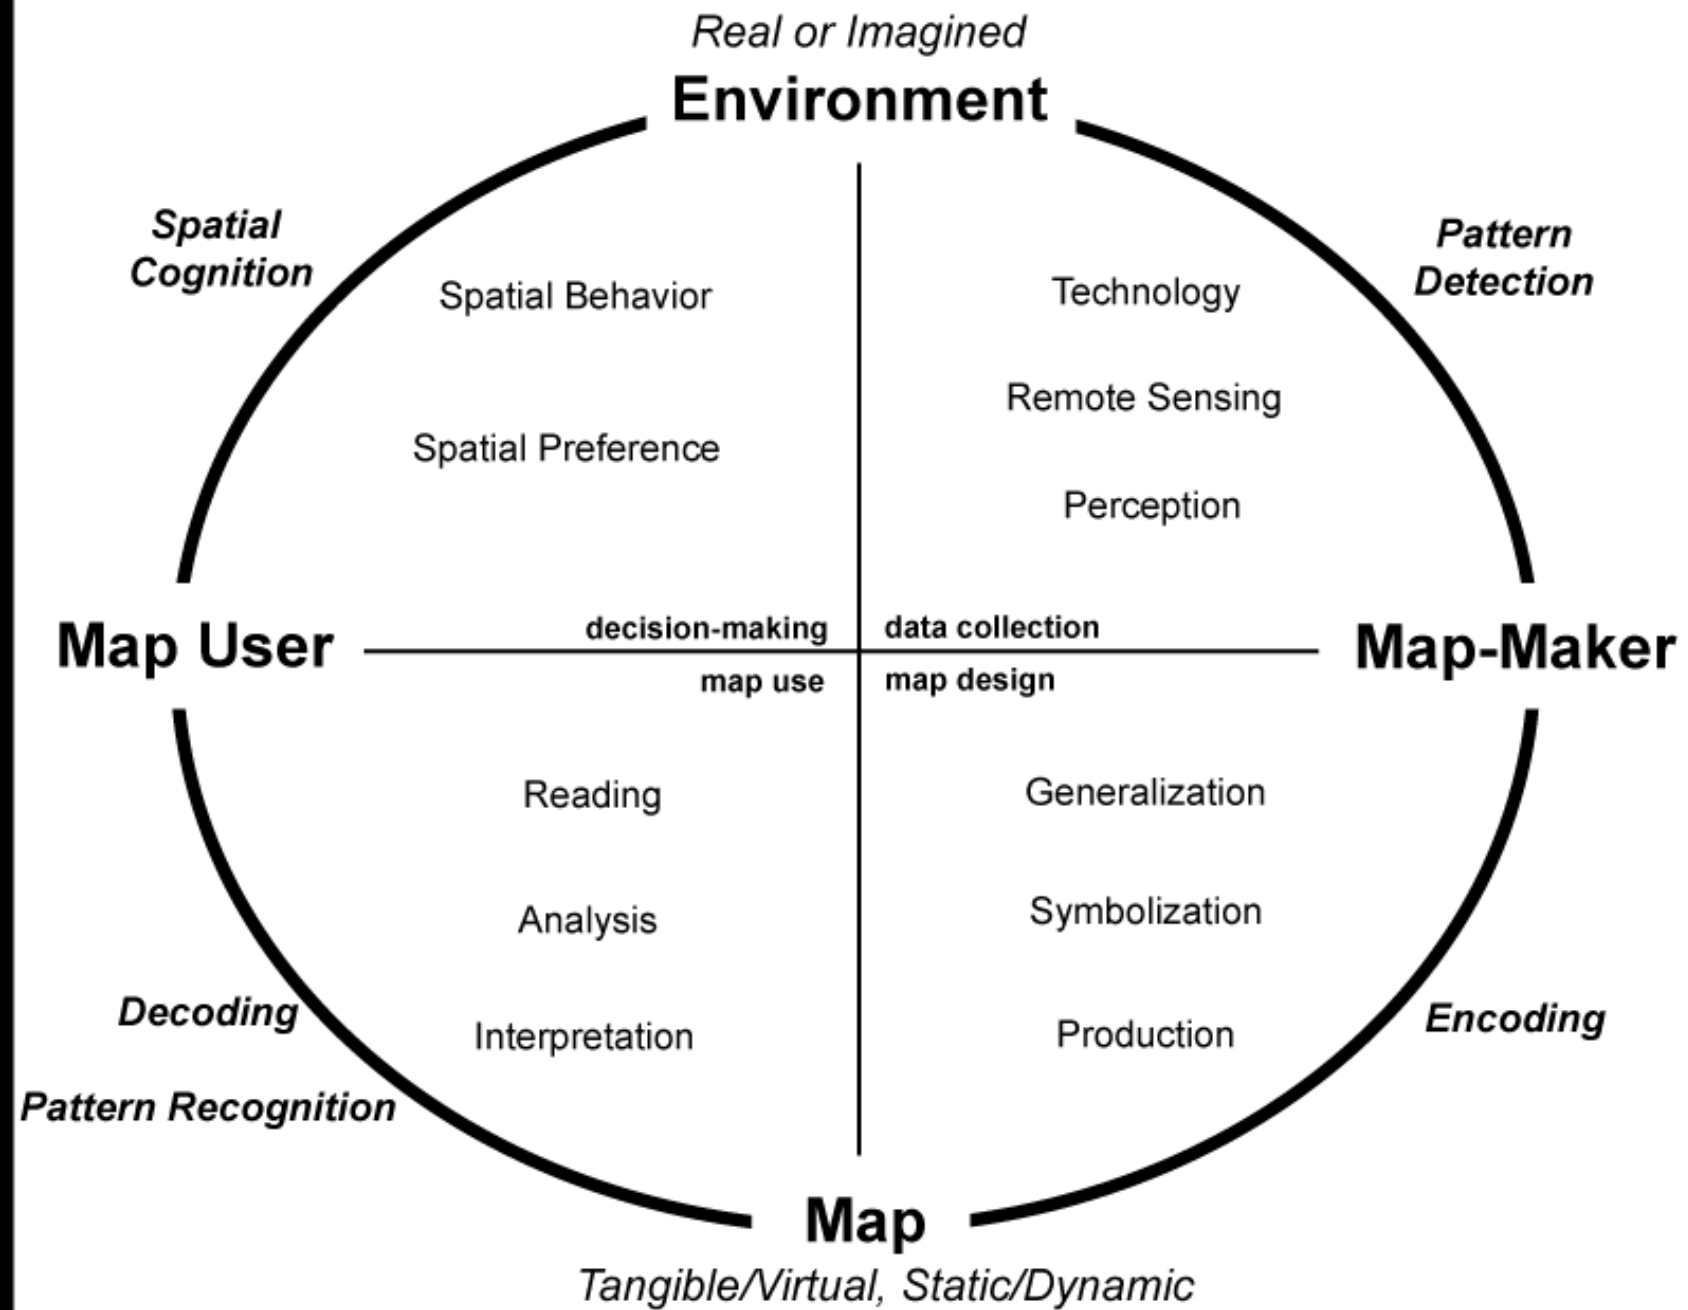 Real or Imagined
Environment
Spatial
Cognition
Pattern
Detection
Spatial Behavior
Technology
Remote Sensing
Spatial Preference
Perception
decision-making
data collection
Map User
Map-Maker
map use
map design
Reading
Generalization
Analysis
Symbolization
Decoding
Interpretation
Production
Encoding
Pattern Recognition
Map
Tangible/Virtual, Static/Dynamic